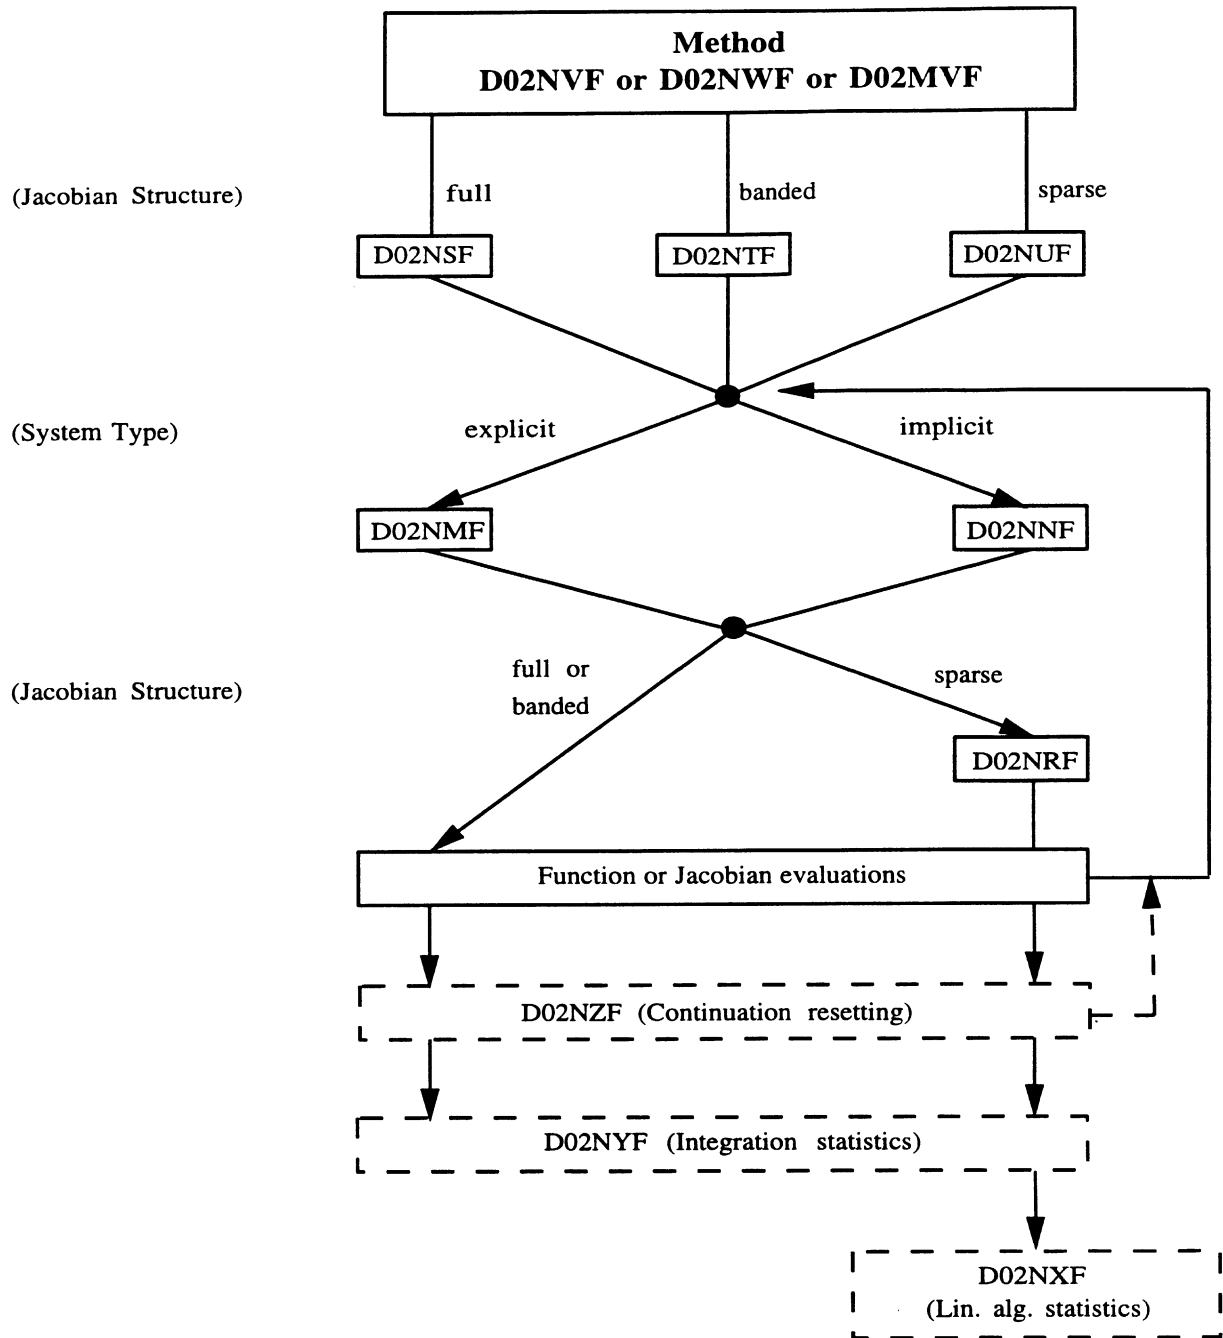 Method
D02NVF or D02NWF or D02MVF
(Jacobian Structure)
full
banded
sparse
D02NSF
D02NTF
D02NUF
(System Type)
explicit
implicit
D02NMF
D02NNF
(Jacobian Structure)
full or
banded
sparse
D02NRF
Function or Jacobian evaluations
D02NZF (Continuation resetting)
D02NYF (Integration statistics)
D02NXF
(Lin. alg. statistics)